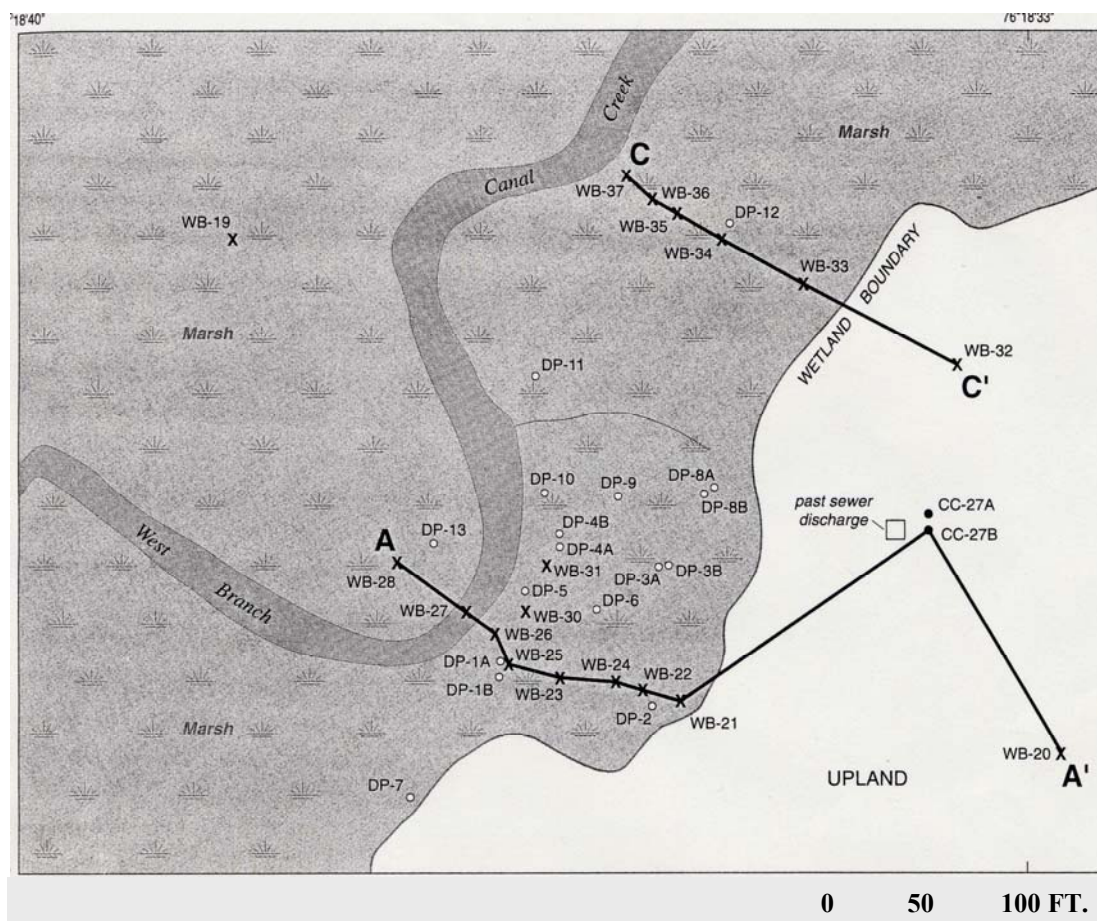 °18'40"
76°18'33"
Creek
Marsh
C
Canal
WB-37
WB-36
WB-19
WB-35
DP-12
WB-34
WB-33
WETLAND BOUNDARY
Marsh
WB-32
DP-11
C'
DP-10
DP-9
DP-8A
DP-8B
past sewer
discharge
CC-27A
CC-27B
West
Branch
A
DP-13
DP-4B
DP-4A
WB-28
WB-31
DP-3A
DP-3B
DP-5
WB-27
WB-30
DP-6
WB-26
DP-1A
WB-25
WB-24
WB-22
DP-1B
WB-23
DP-2
WB-21
Marsh
WB-20
A'
DP-7
UPLAND
0 50 100 FT.